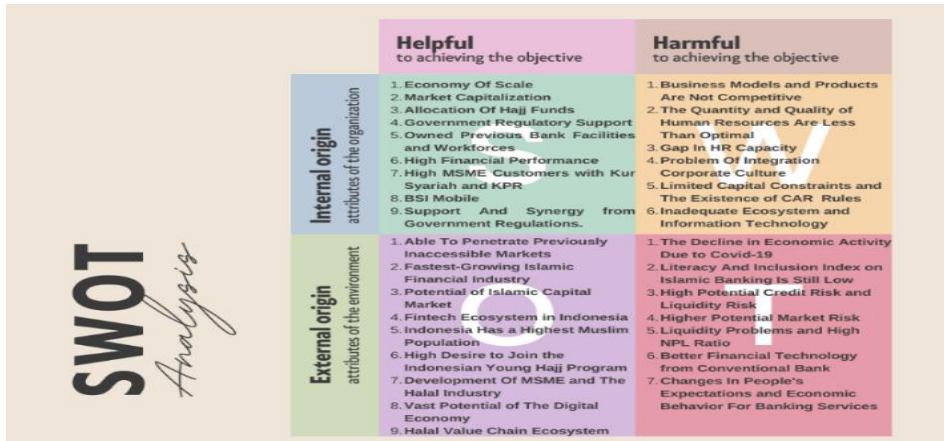 SWOT
Analysis
Helpful
to achieving the objective
Harmful
to achieving the objective
Internal origin
attributes of the organization
S
1. Economy Of Scale
2. Market Capitalization
3. Allocation Of Hajj Funds
4. Government Regulatory Support
5. Owned Previous Bank Facilities
and Workforces
6. High Financial Performance
7. High MSME Customers with Kur
Syariah and KPR
8. BSI Mobile
9. Support And Synergy from
Government Regulations.
W
1. Business Models and Products
Are Not Competitive
2. The Quantity and Quality of
Human Resources Are Less
Than Optimal
3. Gap In HR Capacity
4. Problem Of Integration
Corporate Culture
5. Limited Capital Constraints and
The Existence of CAR Rules
6. Inadequate Ecosystem and
Information Technology
External origin
attributes of the environment
O
1. Able To Penetrate Previously
Inaccessible Markets
2. Fastest-Growing Islamic
Financial Industry
3. Potential of Islamic Capital
Market
4. Fintech Ecosystem in Indonesia
5. Indonesia Has a Highest Muslim
Population
6. High Desire to Join the
Indonesian Young Hajj Program
7. Development Of MSME and The
Halal Industry
8. Vast Potential of The Digital
Economy
9. Halal Value Chain Ecosystem
T
1. The Decline in Economic Activity
Due to Covid-19
2. Literacy And Inclusion Index on
Islamic Banking Is Still Low
3. High Potential Credit Risk and
Liquidity Risk
4. Higher Potential Market Risk
5. Liquidity Problems and High
NPL Ratio
6. Better Financial Technology
from Conventional Bank
7. Changes In People's
Expectations and Economic
Behavior For Banking Services